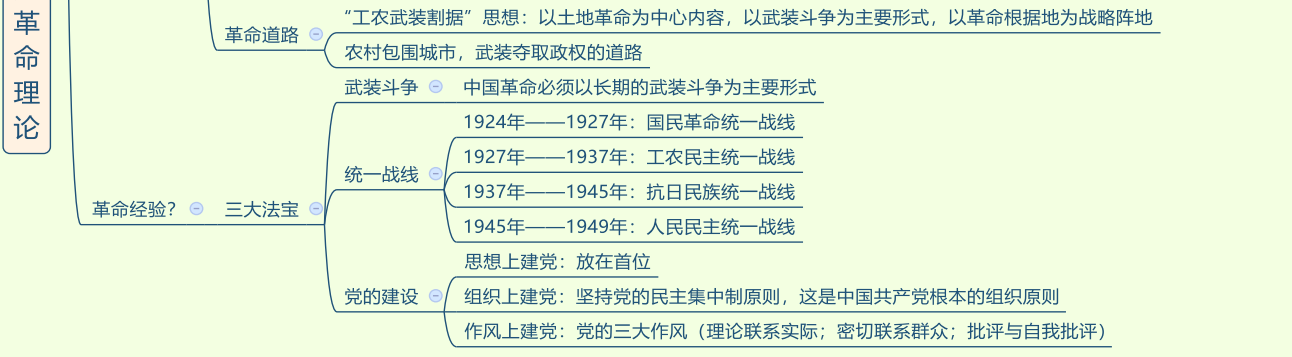 革命理论
“工农武装割据”思想：以土地革命为中心内容，以武装斗争为主要形式，以革命根据地为战略阵地
革命道路
农村包围城市，武装夺取政权的道路
武装斗争
中国革命必须以长期的武装斗争为主要形式
1924年——1927年：国民革命统一战线
1927年——1937年：工农民主统一战线
统一战线
1937年——1945年：抗日民族统一战线
革命经验？
三大法宝
1945年——1949年：人民民主统一战线
思想上建党：放在首位
党的建设
组织上建党：坚持党的民主集中制原则，这是中国共产党根本的组织原则
作风上建党：党的三大作风（理论联系实际；密切联系群众；批评与自我批评）